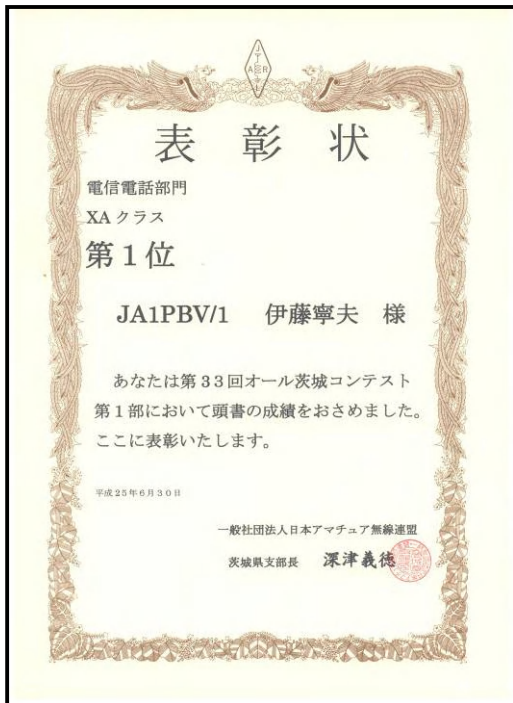 JARL
表彰状
電信電話部門
XAクラス
第1位
JA1PBV/1 伊藤寧夫 様
あなたは第33回オール茨城コンテスト
第1部において頭書の成績をおさめました。
ここに表彰いたします。
平成25年6月30日
一般社団法人日本アマチュア無線連盟
茨城県支部長 深津義徳